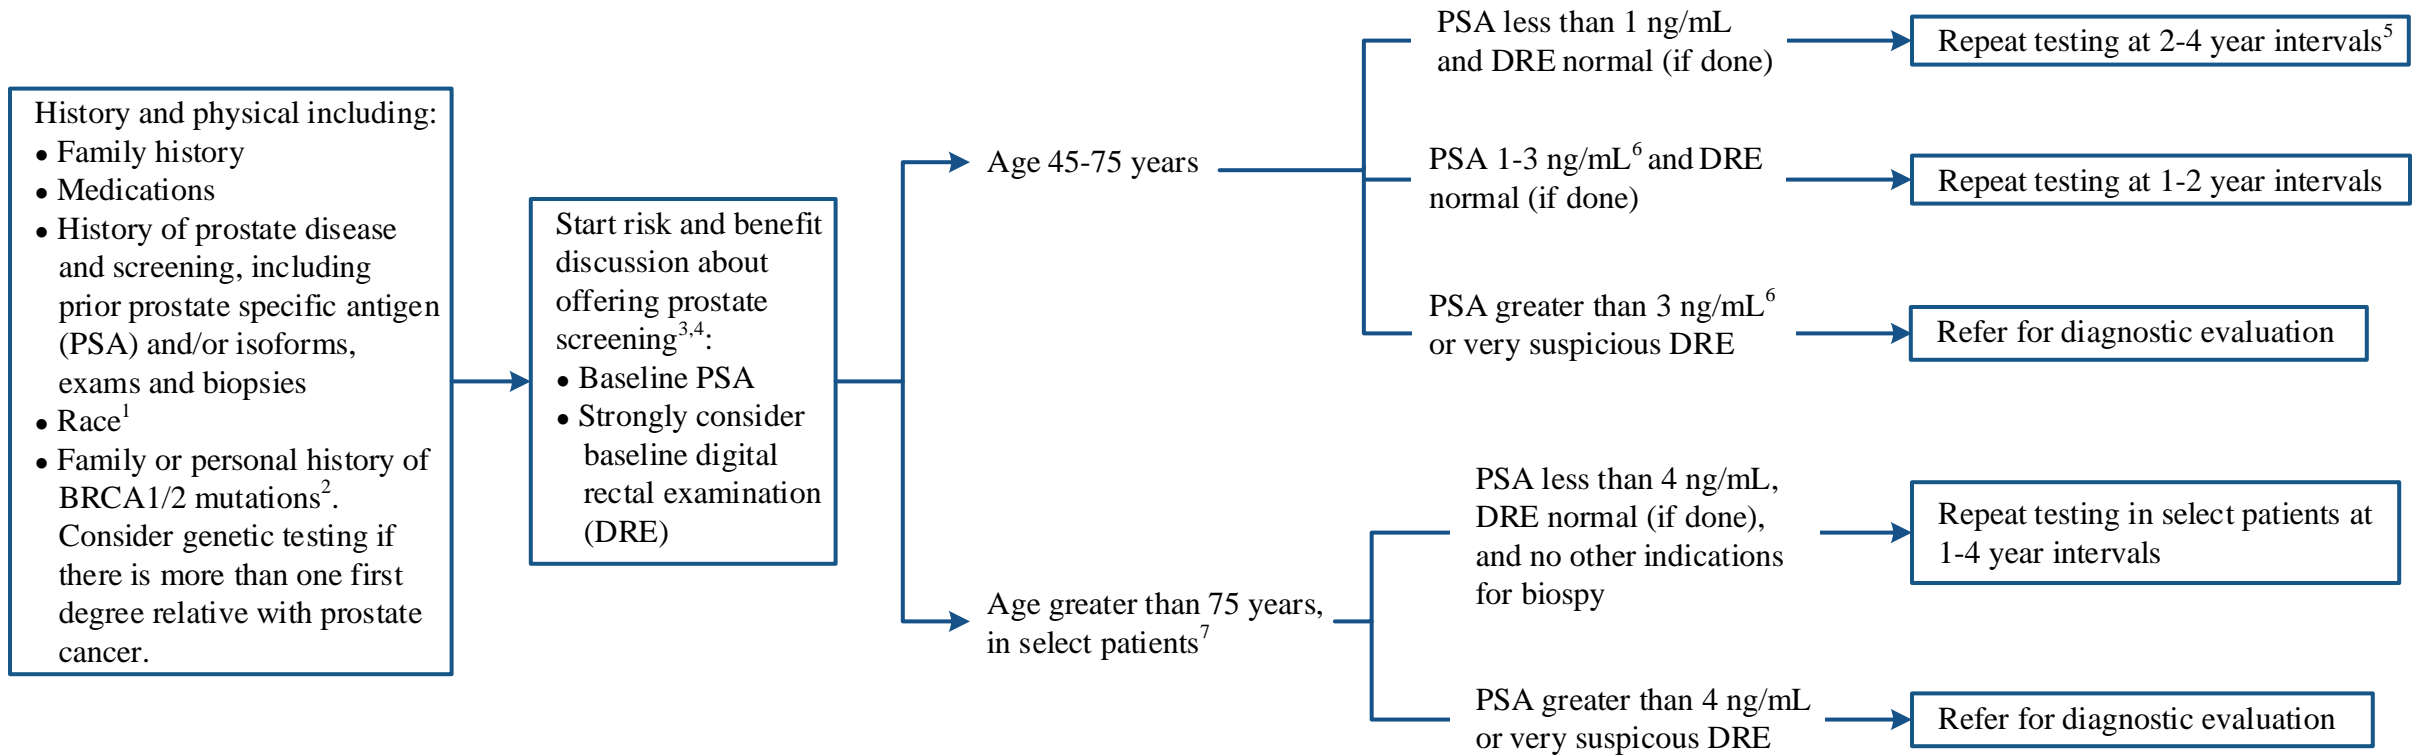 History and physical including:
● Family history
● Medications
● History of prostate disease
and screening, including
prior prostate specific antigen
(PSA) and/or isoforms,
exams and biopsies
● Race1
● Family or personal history of
BRCA1/2 mutations2.
Consider genetic testing if
there is more than one first
degree relative with prostate
cancer.
Start risk and benefit
discussion about
offering prostate
screening3,4:
● Baseline PSA
● Strongly consider
baseline digital
rectal examination
(DRE)
Age 45-75 years
PSA less than 1 ng/mL
and DRE normal (if done)
Repeat testing at 2-4 year intervals5
PSA 1-3 ng/mL6 and DRE
normal (if done)
Repeat testing at 1-2 year intervals
PSA greater than 3 ng/mL6
or very suspicious DRE
Refer for diagnostic evaluation
Age greater than 75 years,
in select patients7
PSA less than 4 ng/mL,
DRE normal (if done),
and no other indications
for biospy
Repeat testing in select patients at
1-4 year intervals
PSA greater than 4 ng/mL
or very suspicous DRE
Refer for diagnostic evaluation